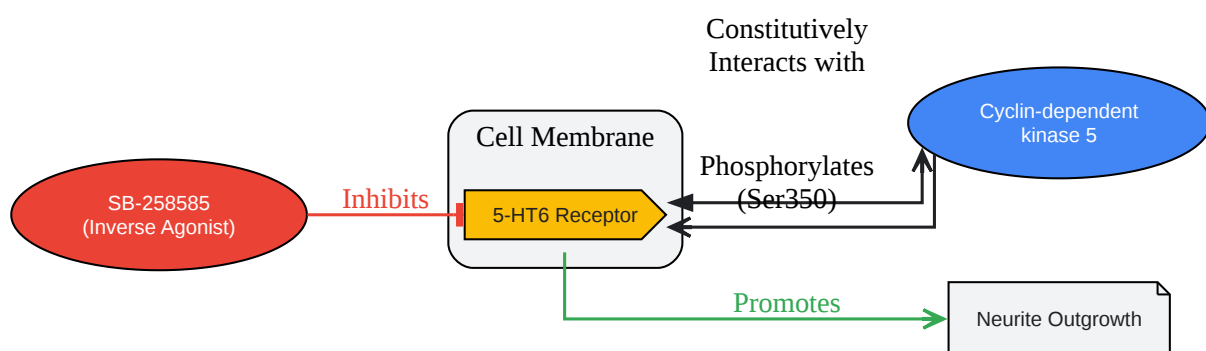 Constitutively
Interacts with
Cyclin-dependent
kinase 5
Cell Membrane
Phosphorylates
(Ser350)
Inhibits
SB-258585
(Inverse Agonist)
5-HT6 Receptor
Promotes
Neurite Outgrowth